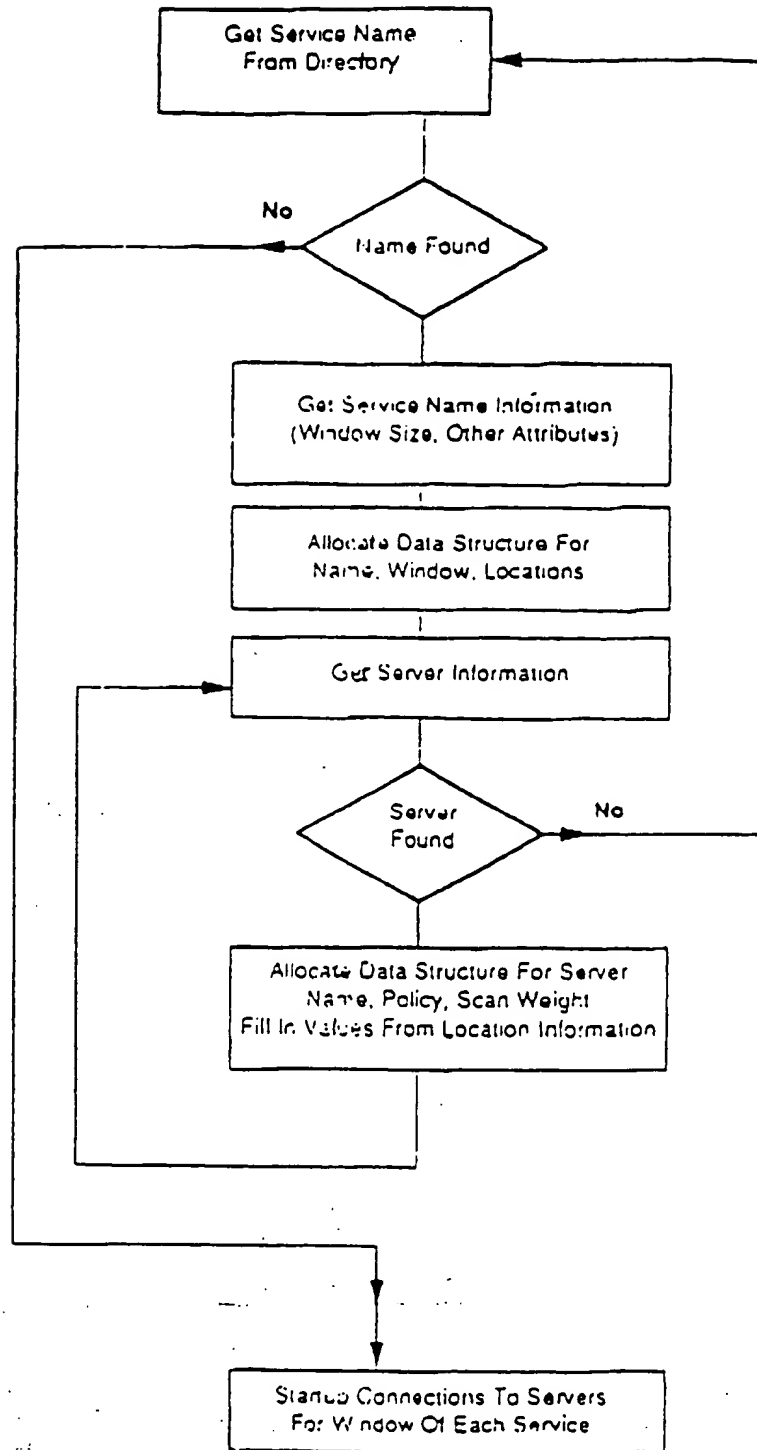 Get Service Name
From Directory
No
Name Found
Get Service Name Information
(Window Size, Other Attributes)
Allocate Data Structure For
Name, Window, Locations
Get Server Information
Server
Found
No
Allocate Data Structure For Server
Name, Policy, Scan Weight
Fill In Values From Location Information
Startup Connections To Servers
For Window Of Each Service